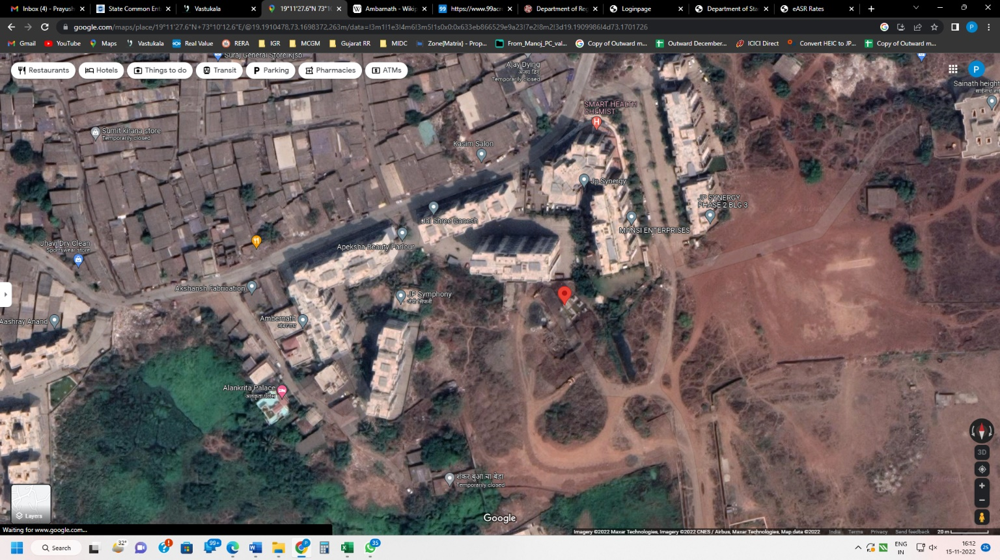 Inbox (4) - Prayush
State Common Ent
Vastukala
19°11'27.6"N 73°1
Ambarnath - Wikip
https://www.99acr
Department of Reg
Loginpage
Department of Sta
eASR Rates
google.com/maps/place/19°11'27.6"N+73°10'12.6"E/@19.1910478,73.1698372,263m/data=!3m1!1e3!4m6!3m5!1s0x0:0x633eb866529e9a23!7e2!8m2!3d19.1909986!4d73.1701726
Gmail
YouTube
Maps
Vastukala
Real Value
RERA
IGR
MCGM
Gujarat RR
MIDC
Zone{Matrix} - Prop...
From_Manoj_PC_val...
Copy of Outward m...
Outward December...
ICICI Direct
Convert HEIC to JP...
Copy of Outward m...
Suraj General Store Kjsb
Restaurants
Hotels
Things to do
Transit
Parking
Pharmacies
ATMs
Ajay Dying
अजय डिंग
Temporarily closed
P
Sainath height
SMART HEALTH
CHEMIST
Sumit kirana store
Temporarily closed
Kasim Salon
Jp Synergy
JP SYNERGY
PHASE 2 BLG 3
Jai Shree Ganesh
MANSI ENTERPRISES
Jhavi Dry Clean
Sportswear store
Apeksha Beauty Parlour
Akshansh Fabrication
JP Symphony
Ambernath
अंबरनाथ
Aashray Anand
Alankrita Palace
अलंकृता पॅलेस
शंकर बुआ चा बेडा
Temporarily closed
3D
Layers
Google
Waiting for www.google.com...
Imagery ©2022 Maxar Technologies, Imagery ©2022 CNES / Airbus, Maxar Technologies, Map data ©2022
India
Terms
Privacy
Send feedback
20 m
Search
32°
99+
35
ENG
IN
16:12
15-11-2022
25